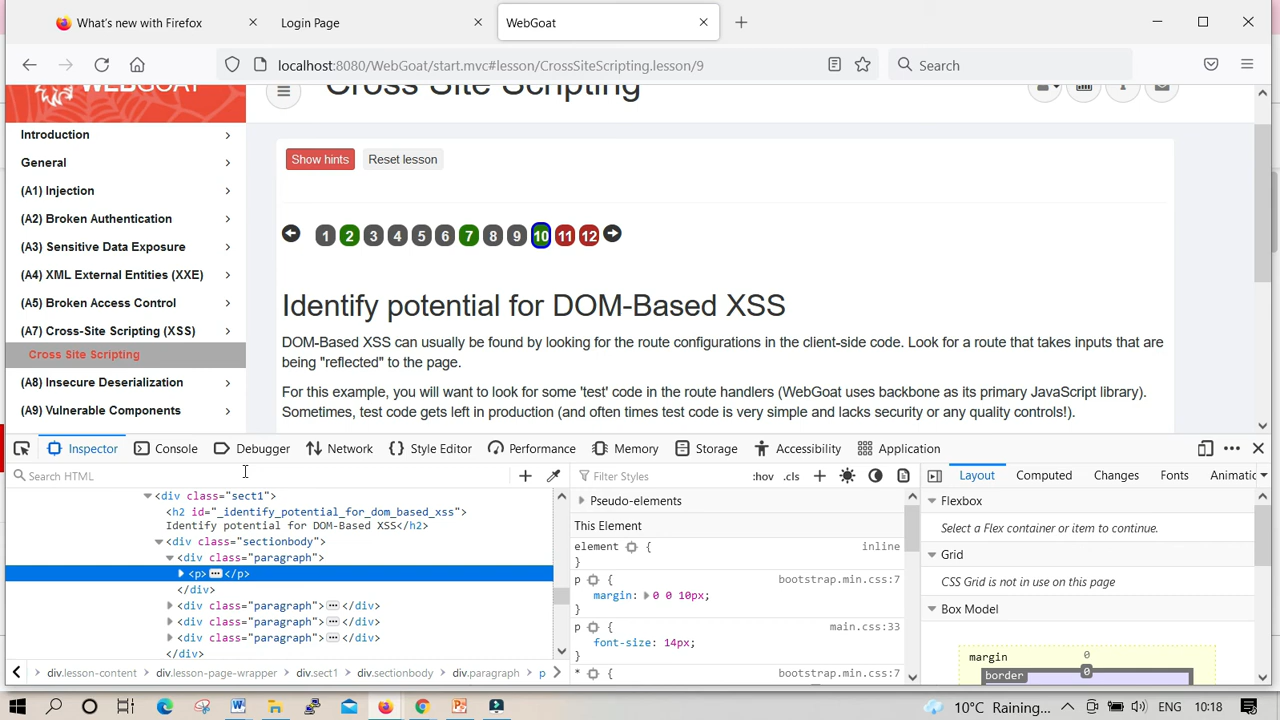 What's new with Firefox
Login Page
WebGoat
localhost:8080/WebGoat/start.mvc#lesson/CrossSiteScripting.lesson/9
Search
WEBGOAT
Cross Site Scripting
Introduction
General
(A1) Injection
(A2) Broken Authentication
(A3) Sensitive Data Exposure
(A4) XML External Entities (XXE)
(A5) Broken Access Control
(A7) Cross-Site Scripting (XSS)
Cross Site Scripting
(A8) Insecure Deserialization
(A9) Vulnerable Components
Show hints
Reset lesson
1 2 3 4 5 6 7 8 9 10 11 12
Identify potential for DOM-Based XSS
DOM-Based XSS can usually be found by looking for the route configurations in the client-side code. Look for a route that takes inputs that are
being "reflected" to the page.
For this example, you will want to look for some 'test' code in the route handlers (WebGoat uses backbone as its primary JavaScript library).
Sometimes, test code gets left in production (and often times test code is very simple and lacks security or any quality controls!).
Inspector
Console
Debugger
Network
Style Editor
Performance
Memory
Storage
Accessibility
Application
Search HTML
<div class="sect1">
<h2 id="_identify_potential_for_dom_based_xss">
Identify potential for DOM-Based XSS</h2>
<div class="sectionbody">
<div class="paragraph">
<p> ••• </p>
</div>
<div class="paragraph"> ••• </div>
<div class="paragraph"> ••• </div>
<div class="paragraph"> ••• </div>
</div>
div.lesson-content
div.lesson-page-wrapper
div.sect1
div.sectionbody
div.paragraph
p
Filter Styles
:hov .cls
Pseudo-elements
This Element
element { inline
}
p { bootstrap.min.css:7
margin: 0 0 10px;
}
p { main.css:33
font-size: 14px;
}
* { bootstrap.min.css:7
Layout
Computed
Changes
Fonts
Animatic
Flexbox
Select a Flex container or item to continue.
Grid
CSS Grid is not in use on this page
Box Model
margin
0
border
0
10°C Raining...
ENG
10:18